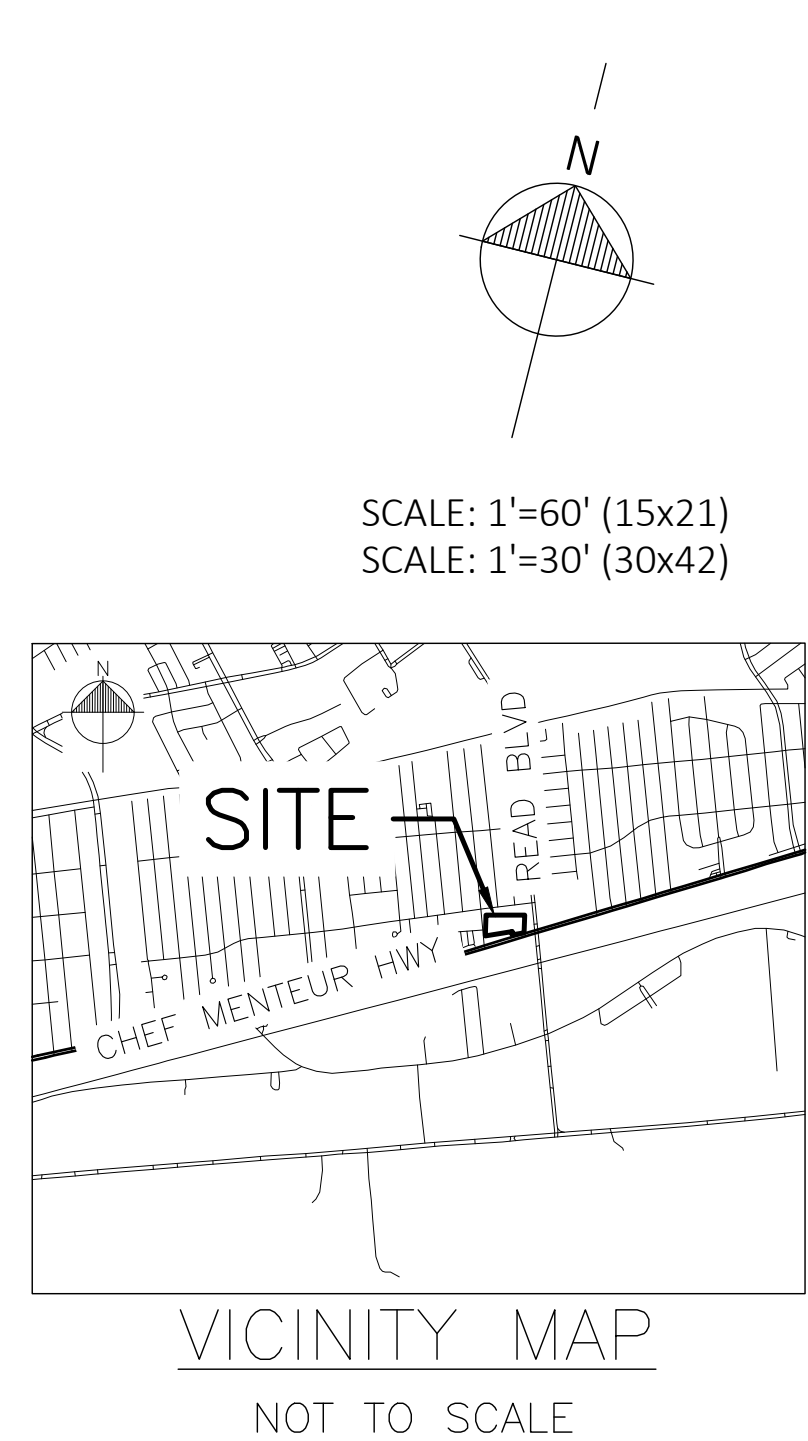 N
SCALE: 1'=60' (15x21)
SCALE: 1'=30' (30x42)
N
READ BLVD
SITE
CHEF MENTEUR HWY
VICINITY MAP
NOT TO SCALE